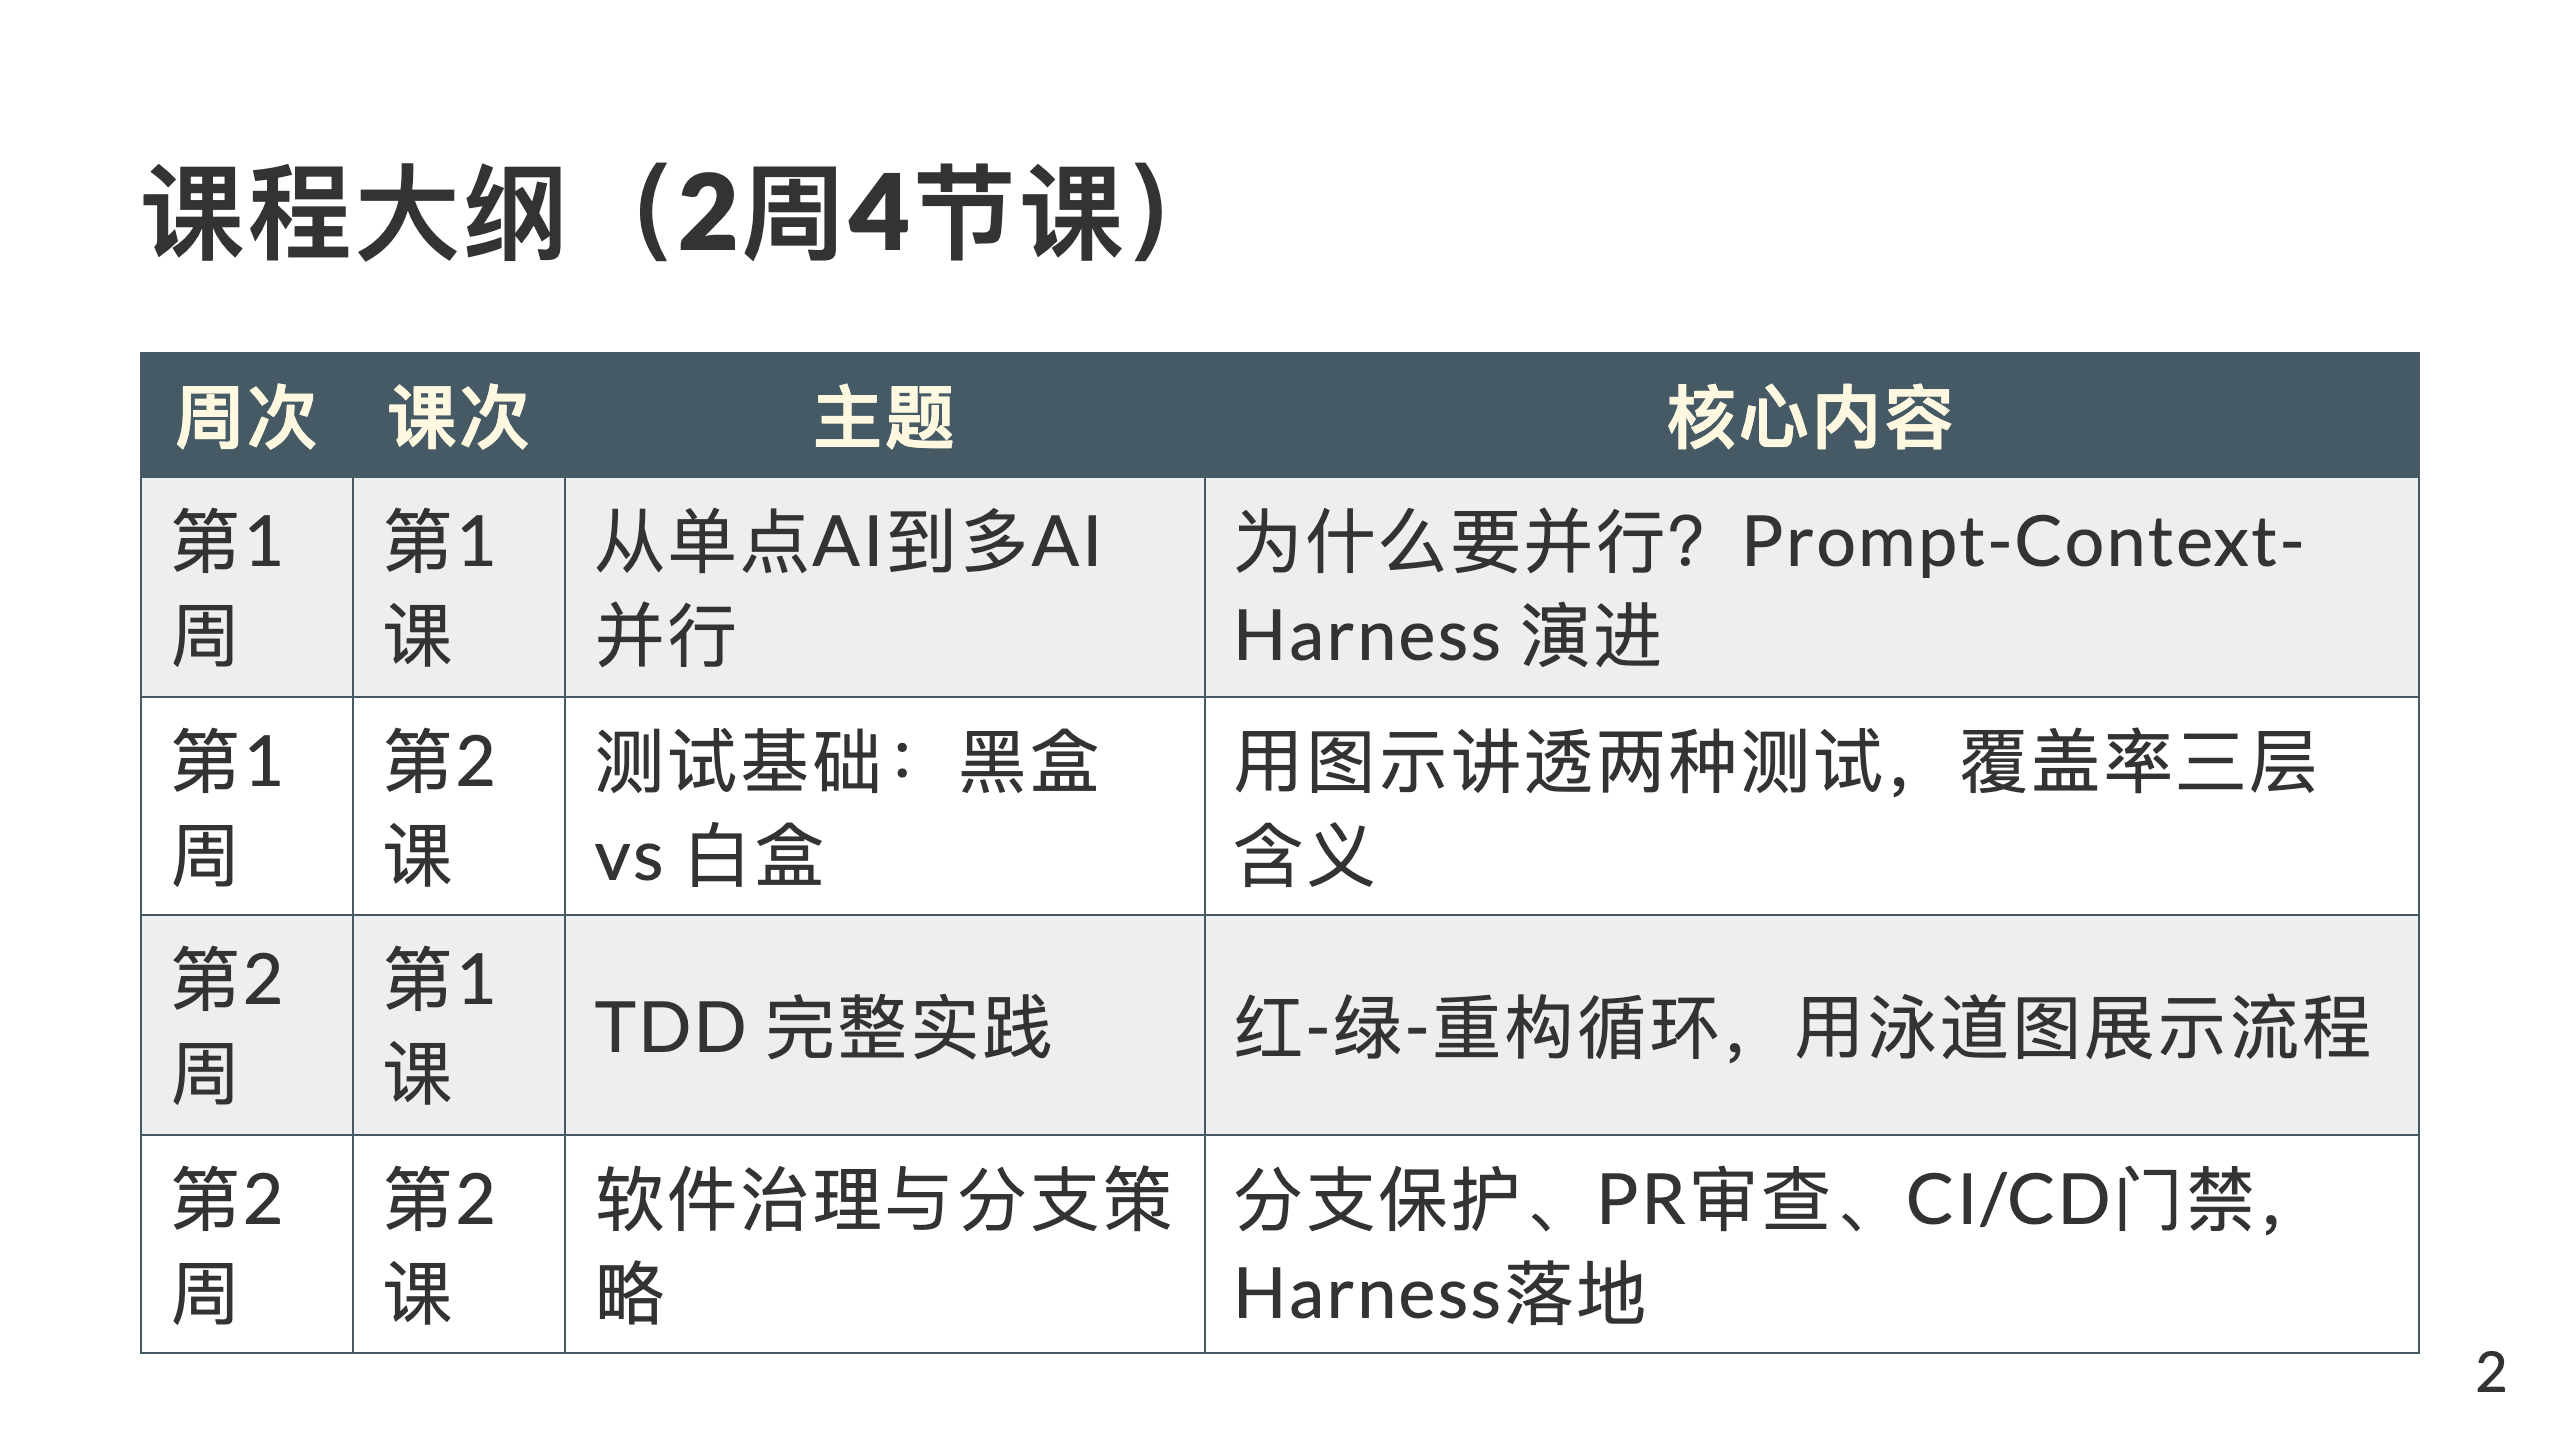 课程大纲（2周4节课）
周次 课次 主题 核心内容
第1周 第1课 从单点AI到多AI并行 为什么要并行？Prompt-Context-Harness 演进
第1周 第2课 测试基础：黑盒 vs 白盒 用图示讲透两种测试，覆盖率三层含义
第2周 第1课 TDD 完整实践 红-绿-重构循环，用泳道图展示流程
第2周 第2课 软件治理与分支策略 分支保护、PR审查、CI/CD门禁，Harness落地
2